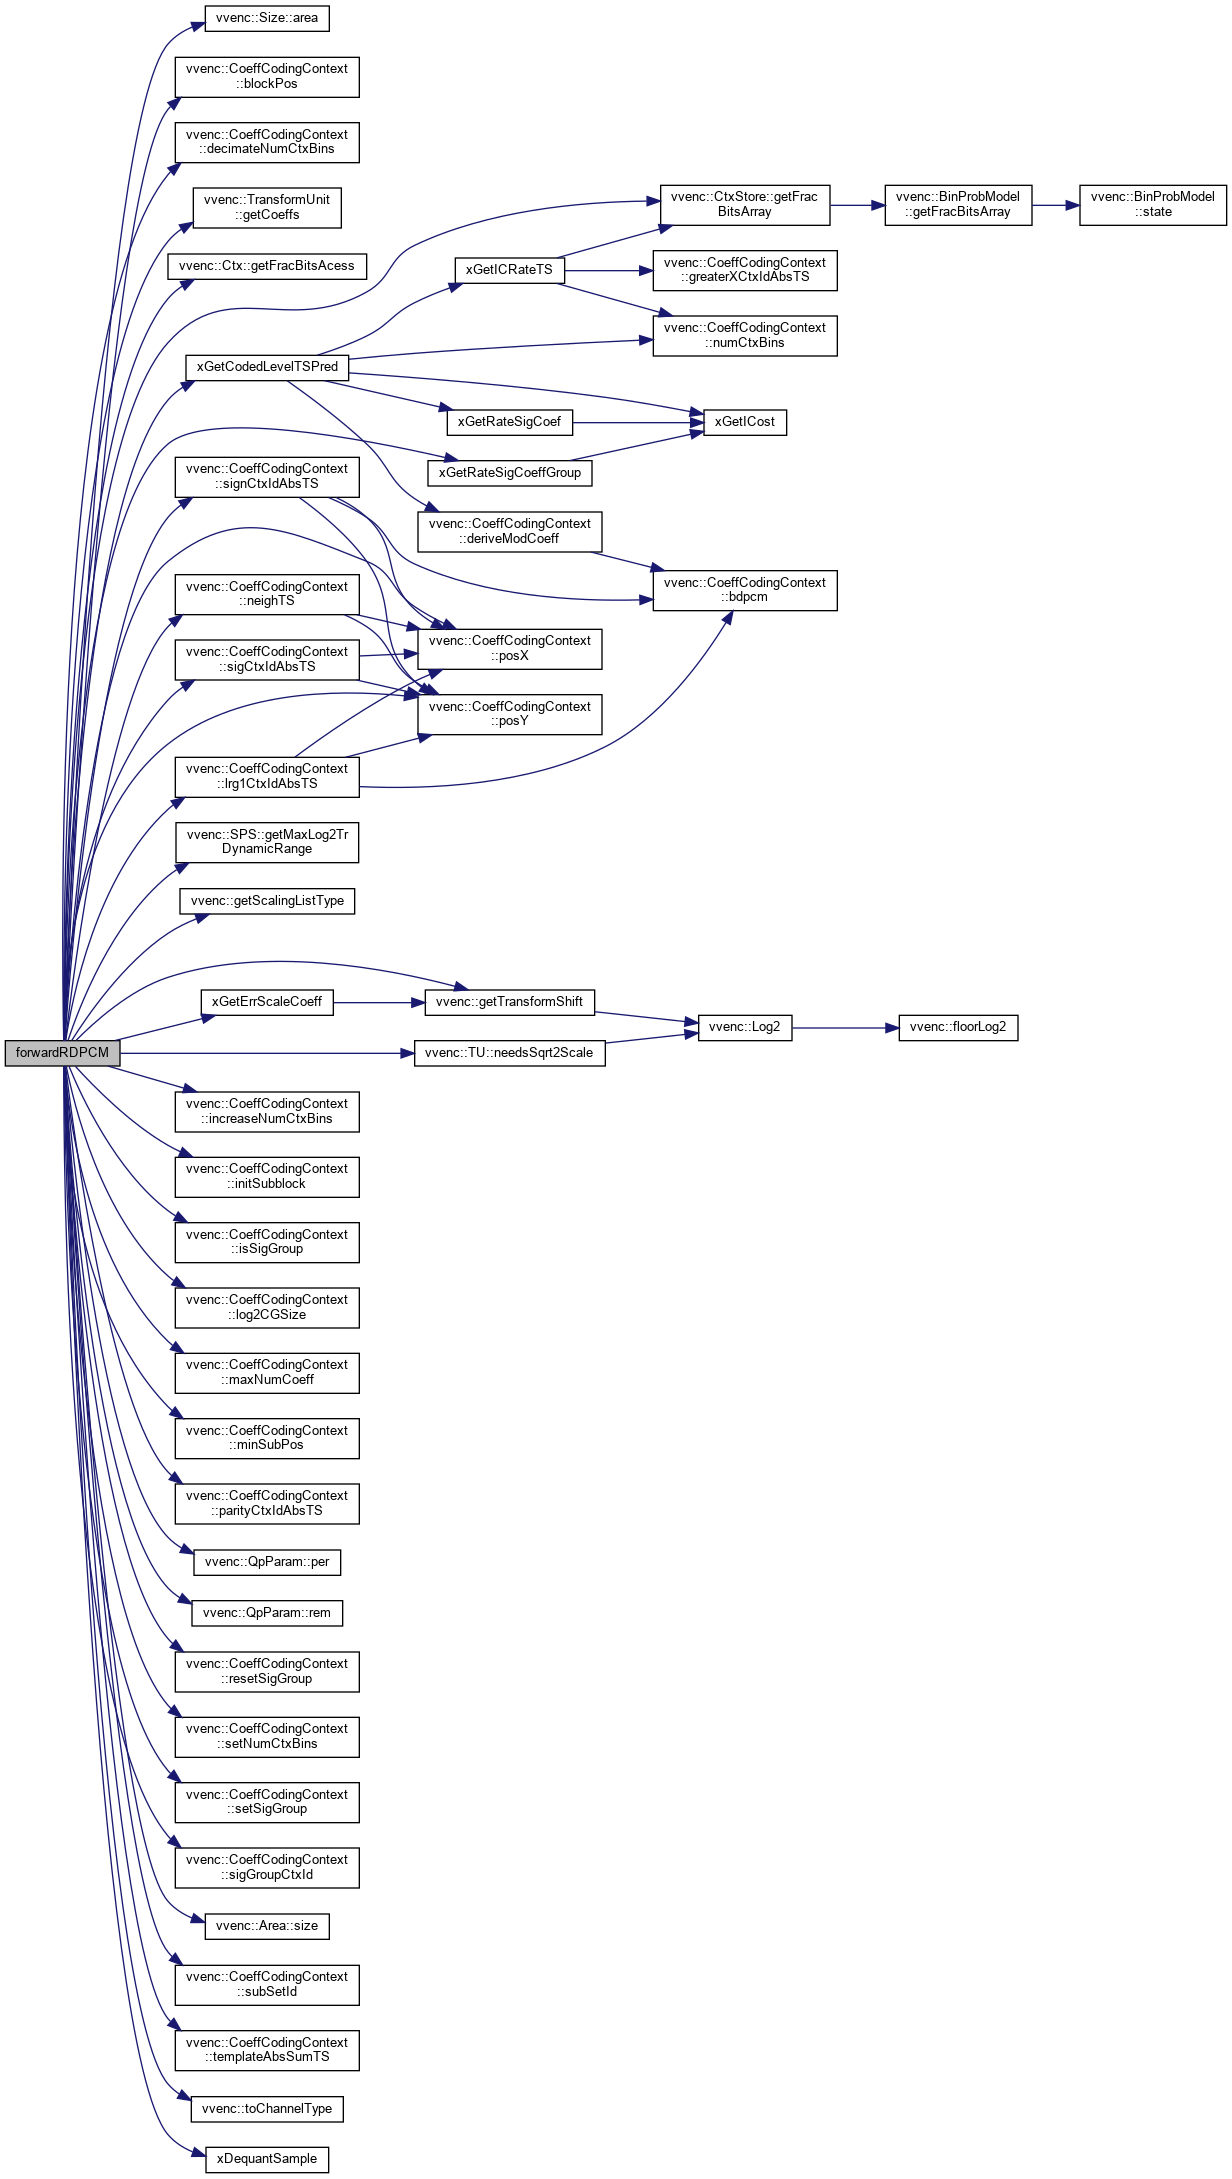 vvenc::Size::area
vvenc::CoeffCodingContext
::blockPos
vvenc::CoeffCodingContext
::decimateNumCtxBins
vvenc::TransformUnit
::getCoeffs
vvenc::Ctx::getFracBitsAcess
vvenc::CtxStore::getFrac
BitsArray
vvenc::BinProbModel
::getFracBitsArray
vvenc::BinProbModel
::state
xGetICRateTS
vvenc::CoeffCodingContext
::greaterXCtxIdAbsTS
vvenc::CoeffCodingContext
::numCtxBins
xGetCodedLevelTSPred
xGetRateSigCoef
xGetICost
xGetRateSigCoeffGroup
vvenc::CoeffCodingContext
::signCtxIdAbsTS
vvenc::CoeffCodingContext
::deriveModCoeff
vvenc::CoeffCodingContext
::bdpcm
vvenc::CoeffCodingContext
::neighTS
vvenc::CoeffCodingContext
::posX
vvenc::CoeffCodingContext
::sigCtxIdAbsTS
vvenc::CoeffCodingContext
::posY
vvenc::CoeffCodingContext
::lrg1CtxIdAbsTS
vvenc::SPS::getMaxLog2Tr
DynamicRange
vvenc::getScalingListType
xGetErrScaleCoeff
vvenc::getTransformShift
vvenc::Log2
vvenc::floorLog2
forwardRDPCM
vvenc::TU::needsSqrt2Scale
vvenc::CoeffCodingContext
::increaseNumCtxBins
vvenc::CoeffCodingContext
::initSubblock
vvenc::CoeffCodingContext
::isSigGroup
vvenc::CoeffCodingContext
::log2CGSize
vvenc::CoeffCodingContext
::maxNumCoeff
vvenc::CoeffCodingContext
::minSubPos
vvenc::CoeffCodingContext
::parityCtxIdAbsTS
vvenc::QpParam::per
vvenc::QpParam::rem
vvenc::CoeffCodingContext
::resetSigGroup
vvenc::CoeffCodingContext
::setNumCtxBins
vvenc::CoeffCodingContext
::setSigGroup
vvenc::CoeffCodingContext
::sigGroupCtxId
vvenc::Area::size
vvenc::CoeffCodingContext
::subSetId
vvenc::CoeffCodingContext
::templateAbsSumTS
vvenc::toChannelType
xDequantSample